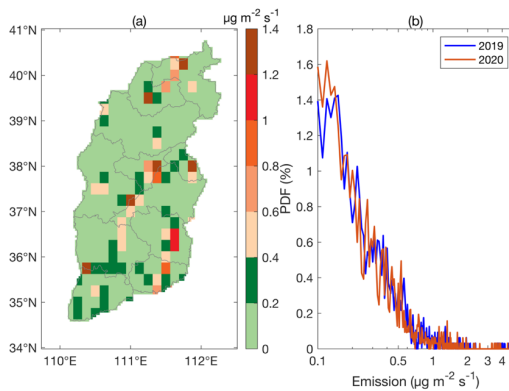 (a)
µg m⁻² s⁻¹
(b)
41°N
40°N
39°N
38°N
37°N
36°N
35°N
34°N
110°E
111°E
112°E
1.4
1.2
1
0.8
0.6
0.4
0.2
0
PDF (%)
1.8
1.6
1.4
1.2
1
0.8
0.6
0.4
0.2
0
2019
2020
0.1
0.5
1
2
3
4
Emission (µg m⁻² s⁻¹)